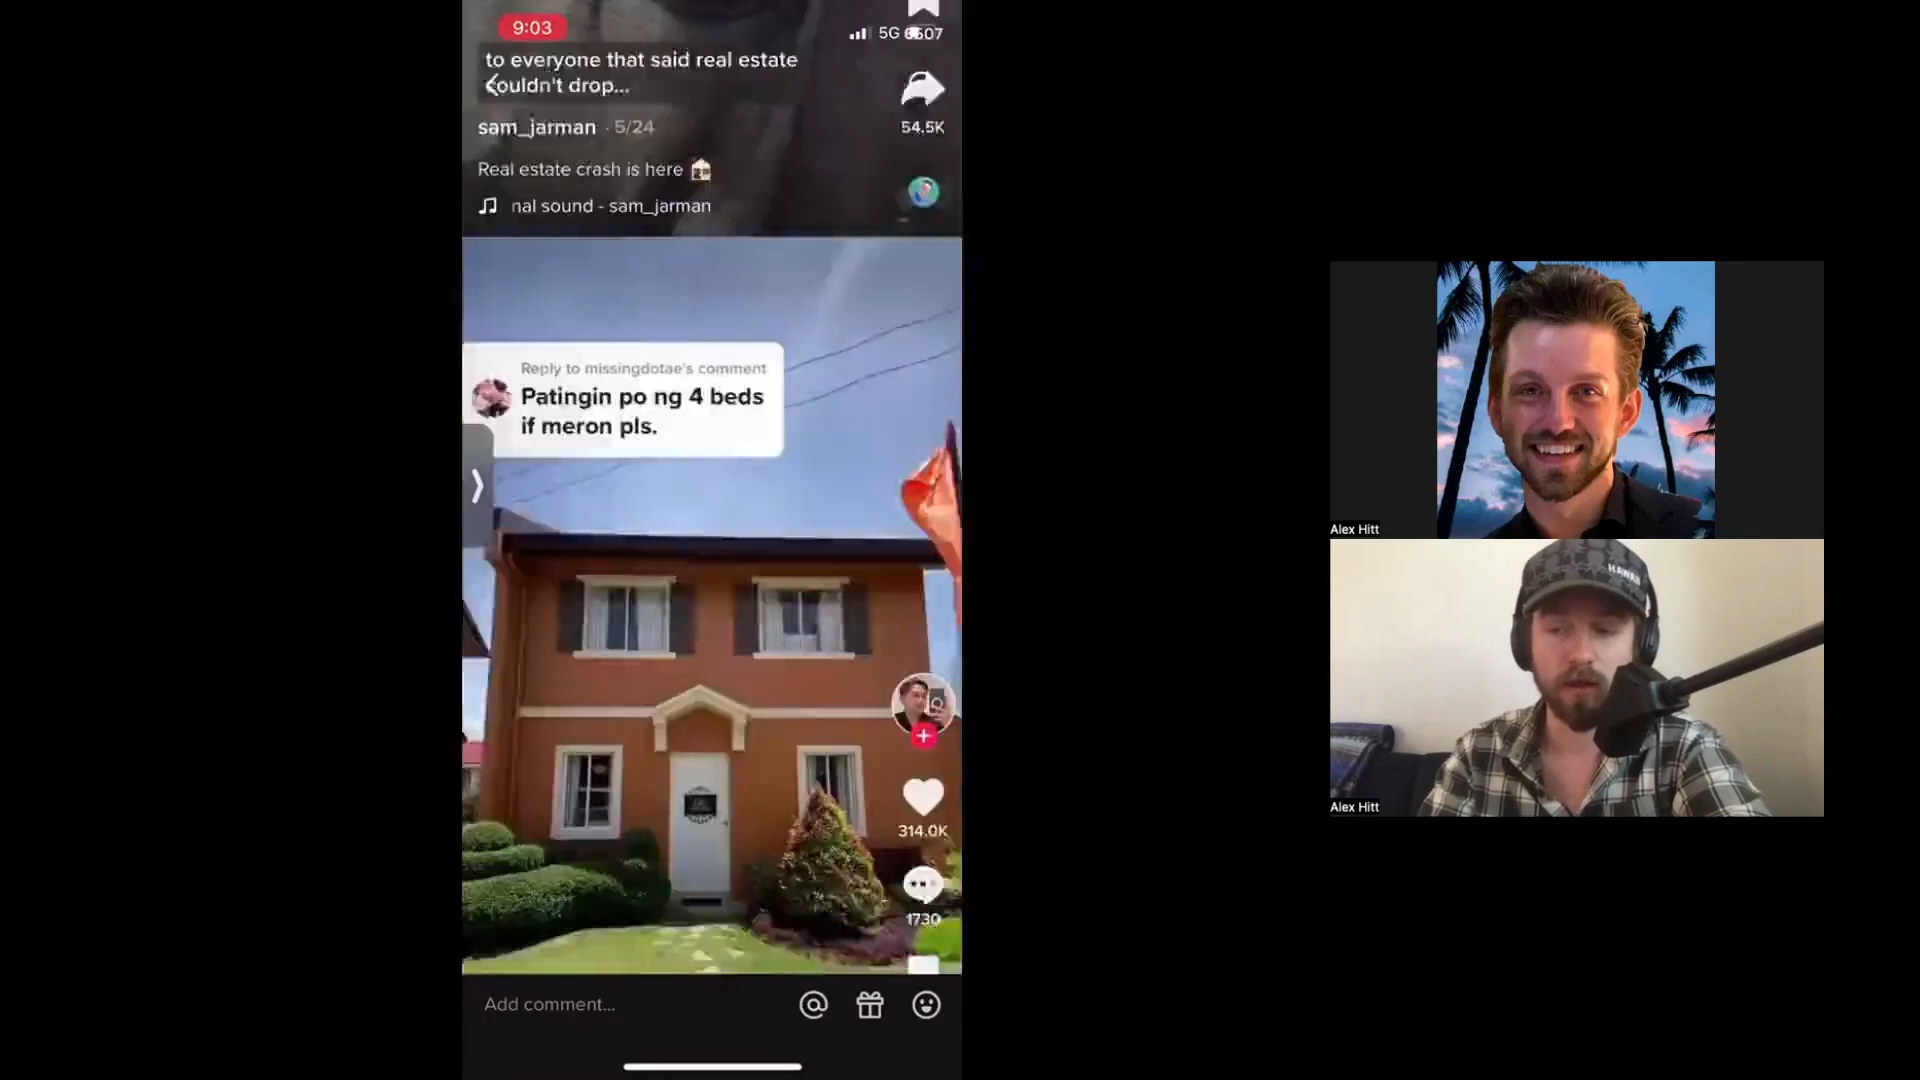 9:03
5G
to everyone that said real estate
couldn't drop...
54.5K
sam_jarman · 5/24
Real estate crash is here
nal sound - sam_jarman
Reply to missingdotae's comment
Patingin po ng 4 beds
if meron pls.
314.0K
1730
Add comment...
Alex Hitt
HAWAII
Alex Hitt